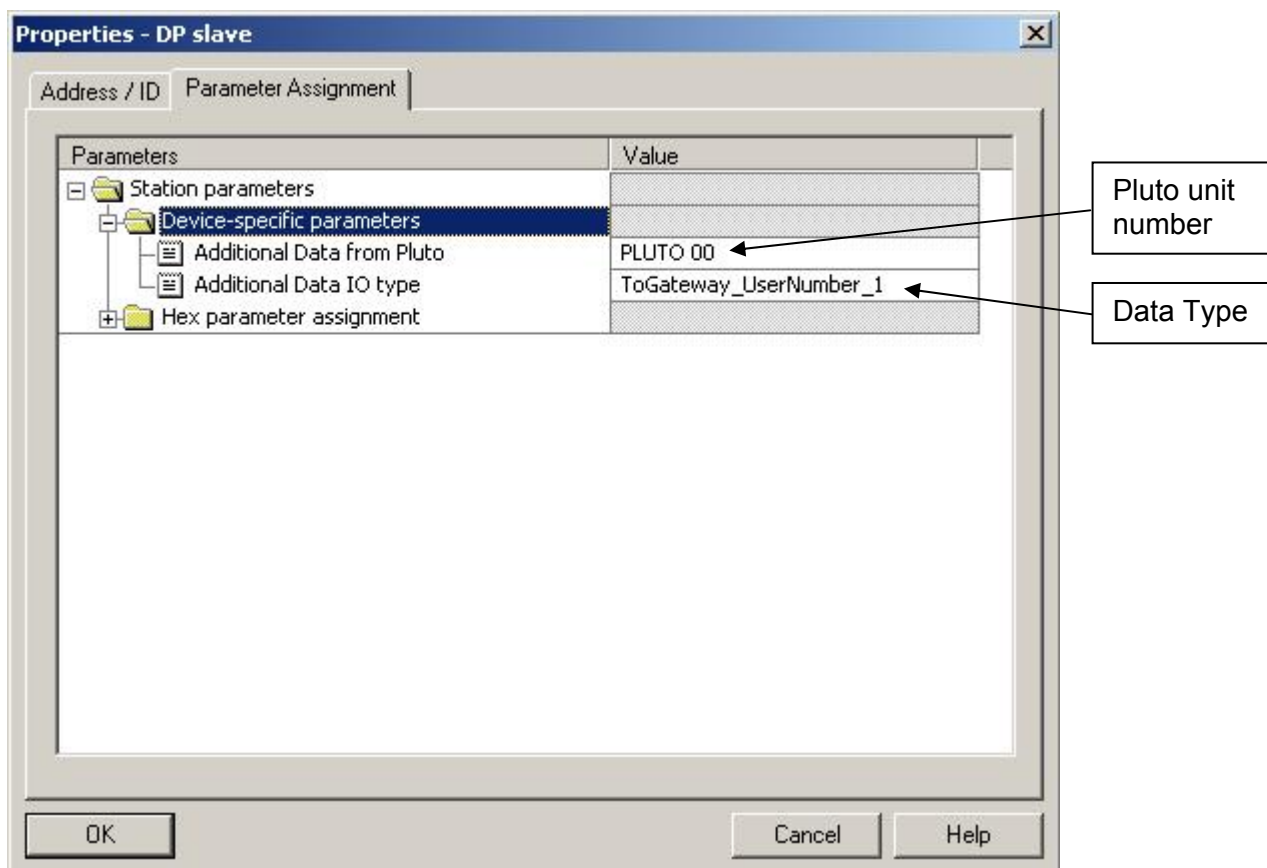 Properties - DP slave
Address / ID Parameter Assignment
Parameters Value
Station parameters
Device-specific parameters
Additional Data from Pluto PLUTO 00
Additional Data IO type ToGateway_UserNumber_1
Hex parameter assignment
Pluto unit
number
Data Type
OK Cancel Help